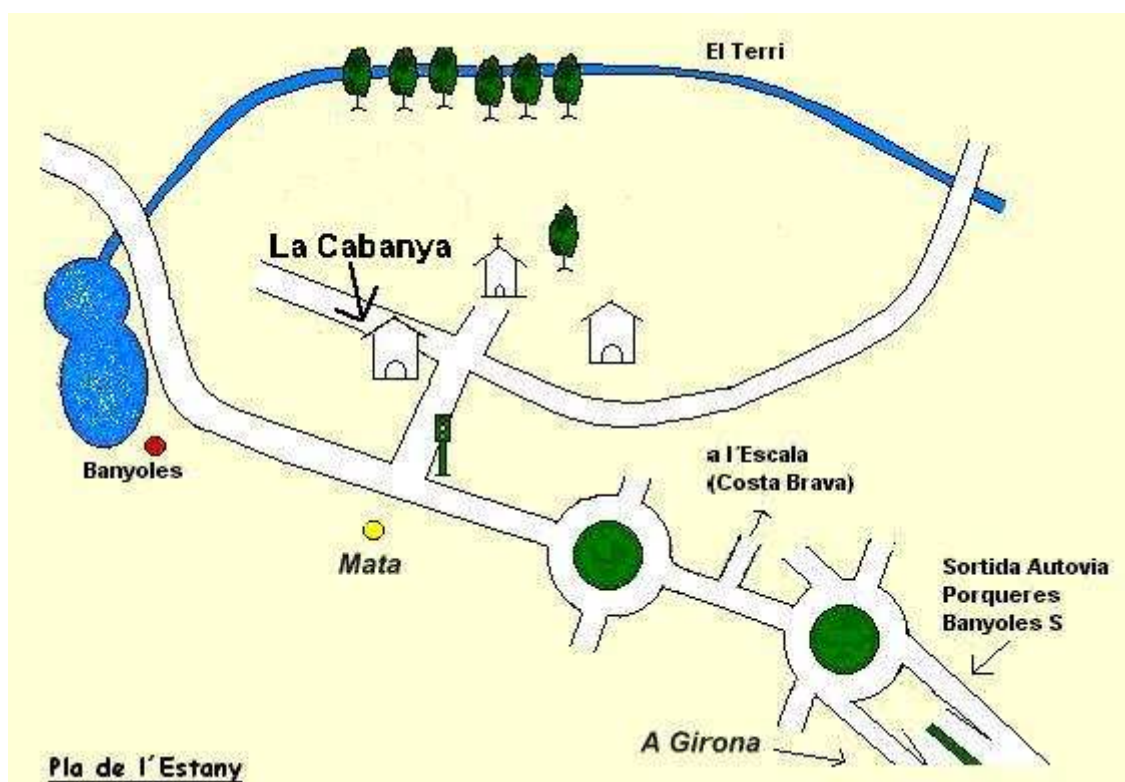 El Terri
La Cabanya
Banyoles
a l´Escala
(Costa Brava)
Mata
Sortida Autovia
Porqueres
Banyoles S
A Girona
Pla de l´Estany